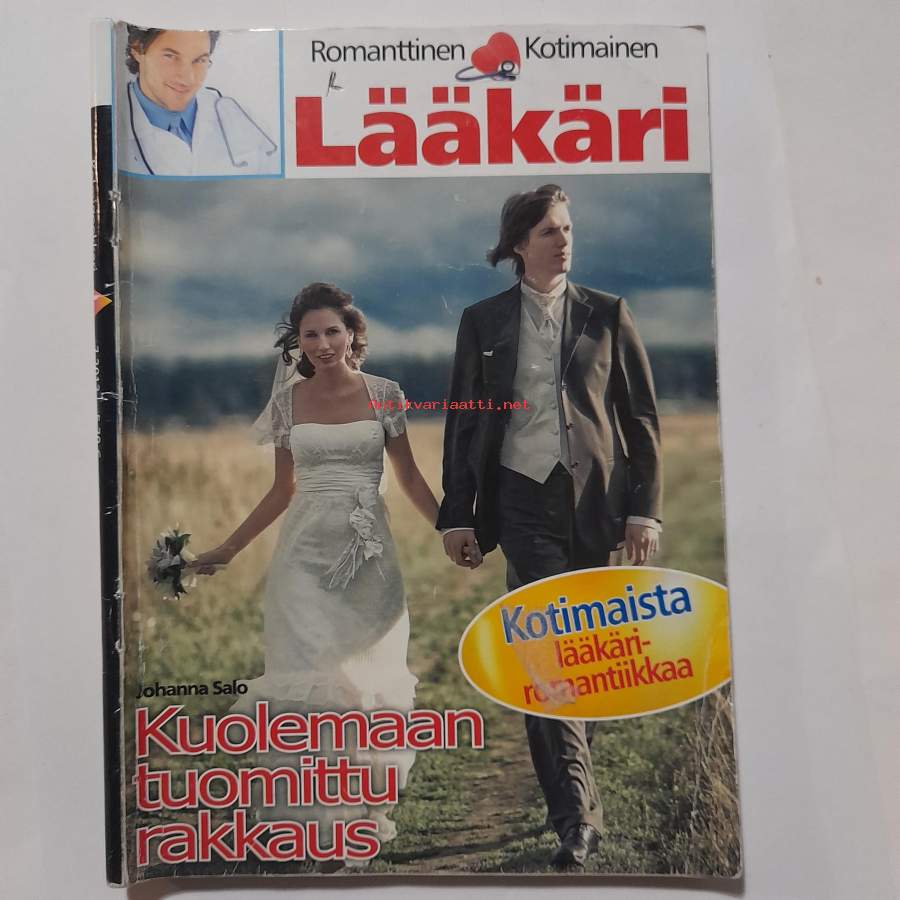 Romanttinen Kotimainen
Lääkäri
antikvariaatti.net
Kotimaista
lääkäri-
romantiikkaa
Johanna Salo
Kuolemaan
tuomittu
rakkaus